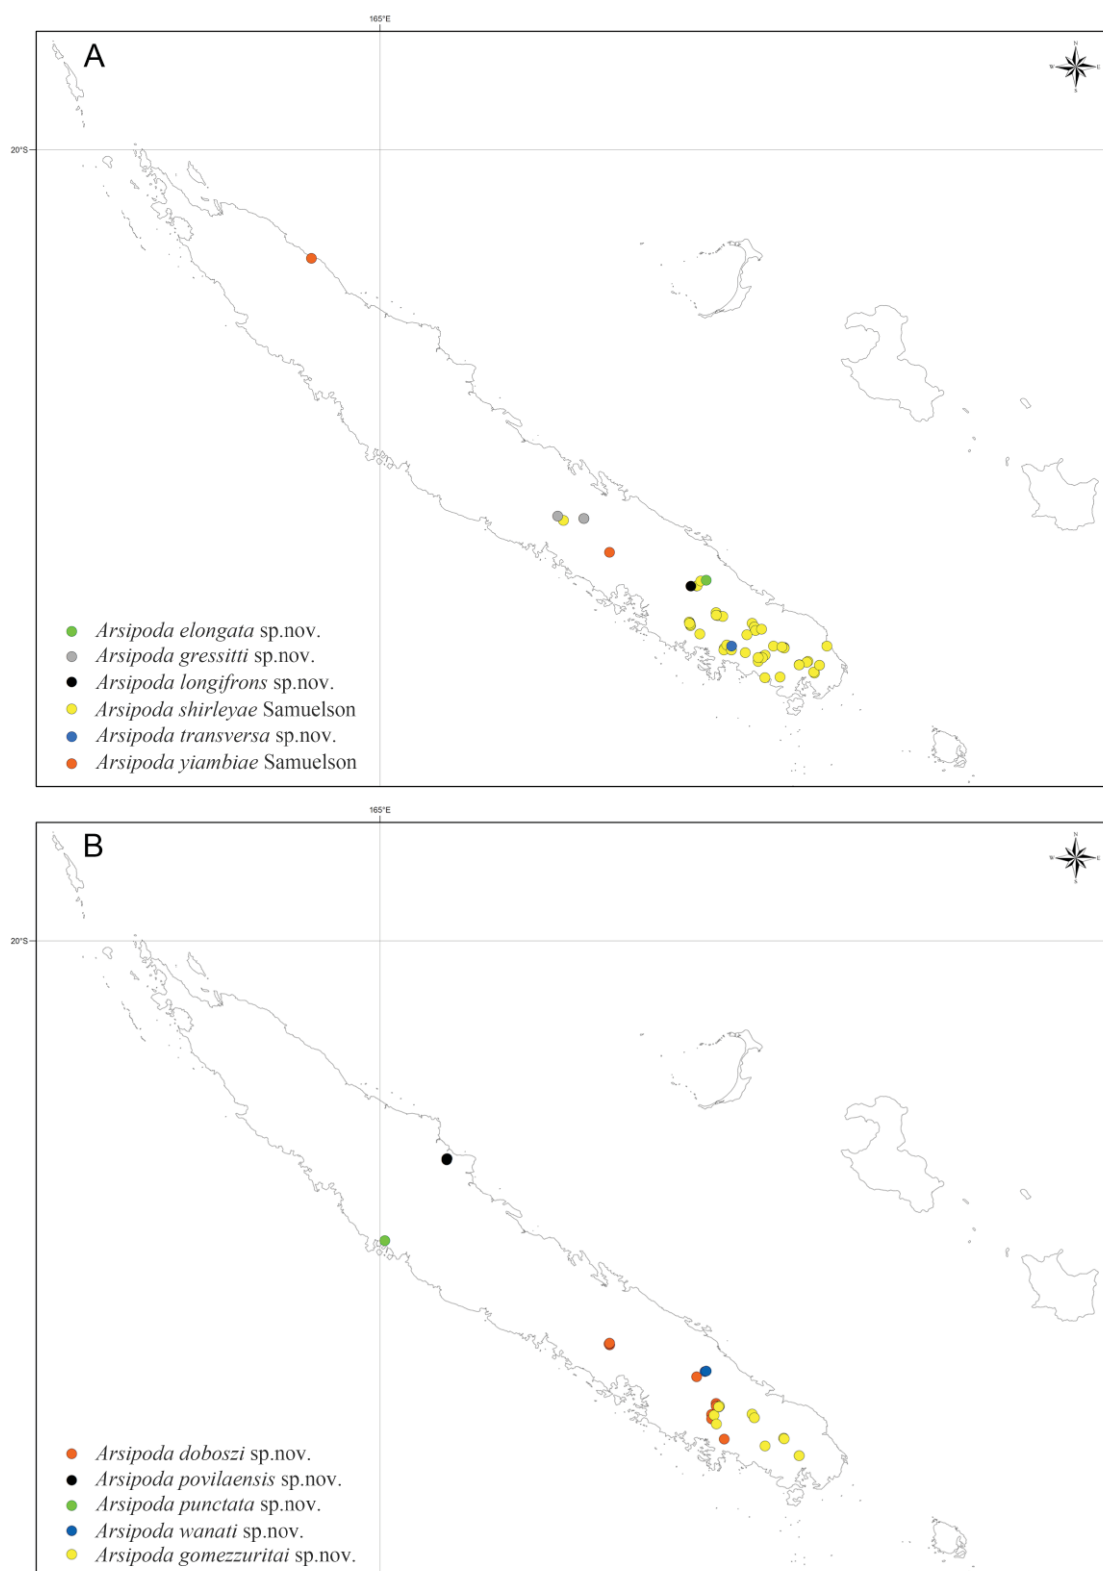 165°E
A
N
W
E
S
20°S
Arsipoda elongata sp.nov.
Arsipoda gressitti sp.nov.
Arsipoda longifrons sp.nov.
Arsipoda shirleyae Samuelson
Arsipoda transversa sp.nov.
Arsipoda yiambiae Samuelson
165°E
B
N
W
E
S
20°S
Arsipoda doboszi sp.nov.
Arsipoda povilaensis sp.nov.
Arsipoda punctata sp.nov.
Arsipoda wanati sp.nov.
Arsipoda gomezzuritai sp.nov.